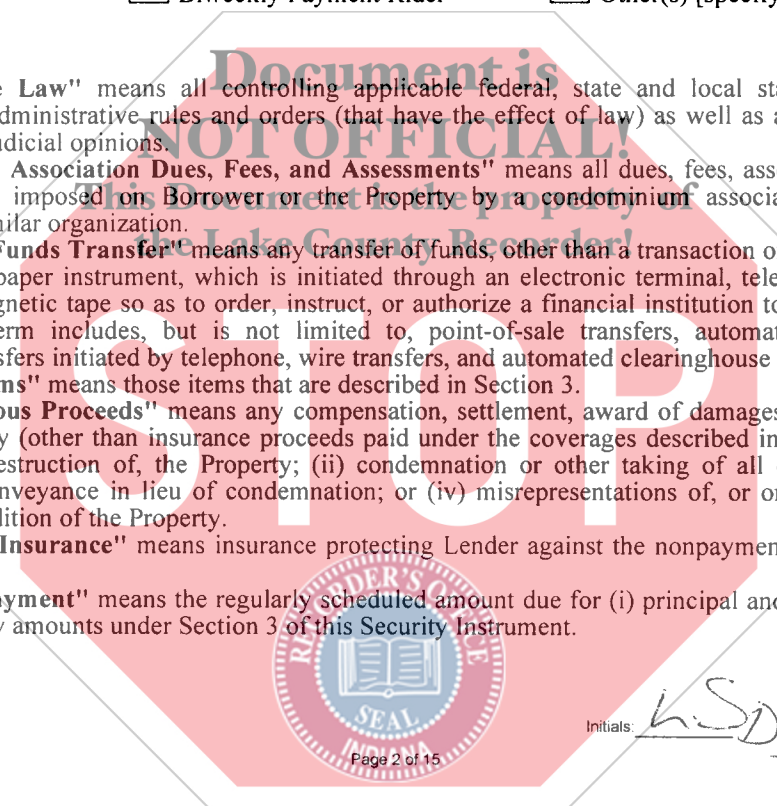 Biweekly Payment Rider Other(s) [specify
Document is
e Law" means all controlling applicable federal, state and local sta
dministrative rules and orders (that have the effect of law) as well as a
NOT OFFICIAL!
dicial opinions.
Association Dues, Fees, and Assessments" means all dues, fees, asse
imposed on Borrower or the Property by a condominium associa
This Document is the property of
ilar organization.
the Lake County Recorder!
Funds Transfer" means any transfer of funds, other than a transaction o
paper instrument, which is initiated through an electronic terminal, tele
gnetic tape so as to order, instruct, or authorize a financial institution to
erm includes, but is not limited to, point-of-sale transfers, automat
sfers initiated by telephone, wire transfers, and automated clearinghouse
ms" means those items that are described in Section 3.
ous Proceeds" means any compensation, settlement, award of damages
y (other than insurance proceeds paid under the coverages described in
estruction of, the Property; (ii) condemnation or other taking of all
nveyance in lieu of condemnation; or (iv) misrepresentations of, or o
dition of the Property.
STOP
Insurance" means insurance protecting Lender against the nonpaymen
yment" means the regularly scheduled amount due for (i) principal and
y amounts under Section 3 of this Security Instrument.
RECORDER'S OFFICE
SEAL
INDIANA
Initials: LSD
Page 2 of 15